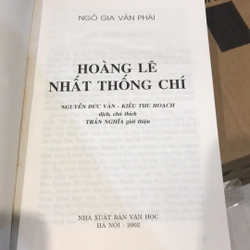 NGÔ GIA VĂN PHÁI
HOÀNG LÊ
NHẤT THỐNG CHÍ
NGUYỄN ĐỨC VÂN - KIỀU THU HOẠCH
dịch, chú thích
TRẦN NGHĨA giới thiệu
NHÀ XUẤT BẢN VĂN HỌC
HÀ NỘI - 2002